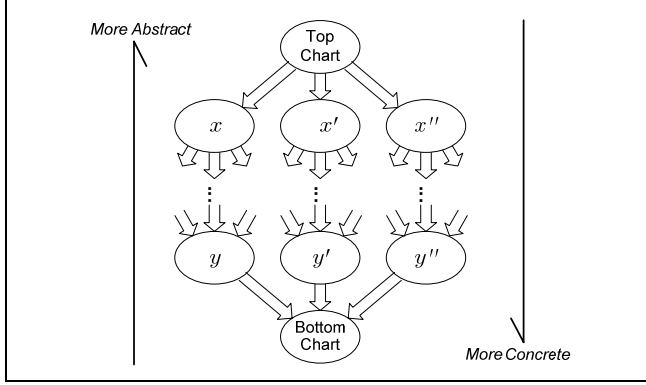 More Abstract
Top
Chart
x x′ x′′
y y′ y′′
Bottom
Chart
More Concrete